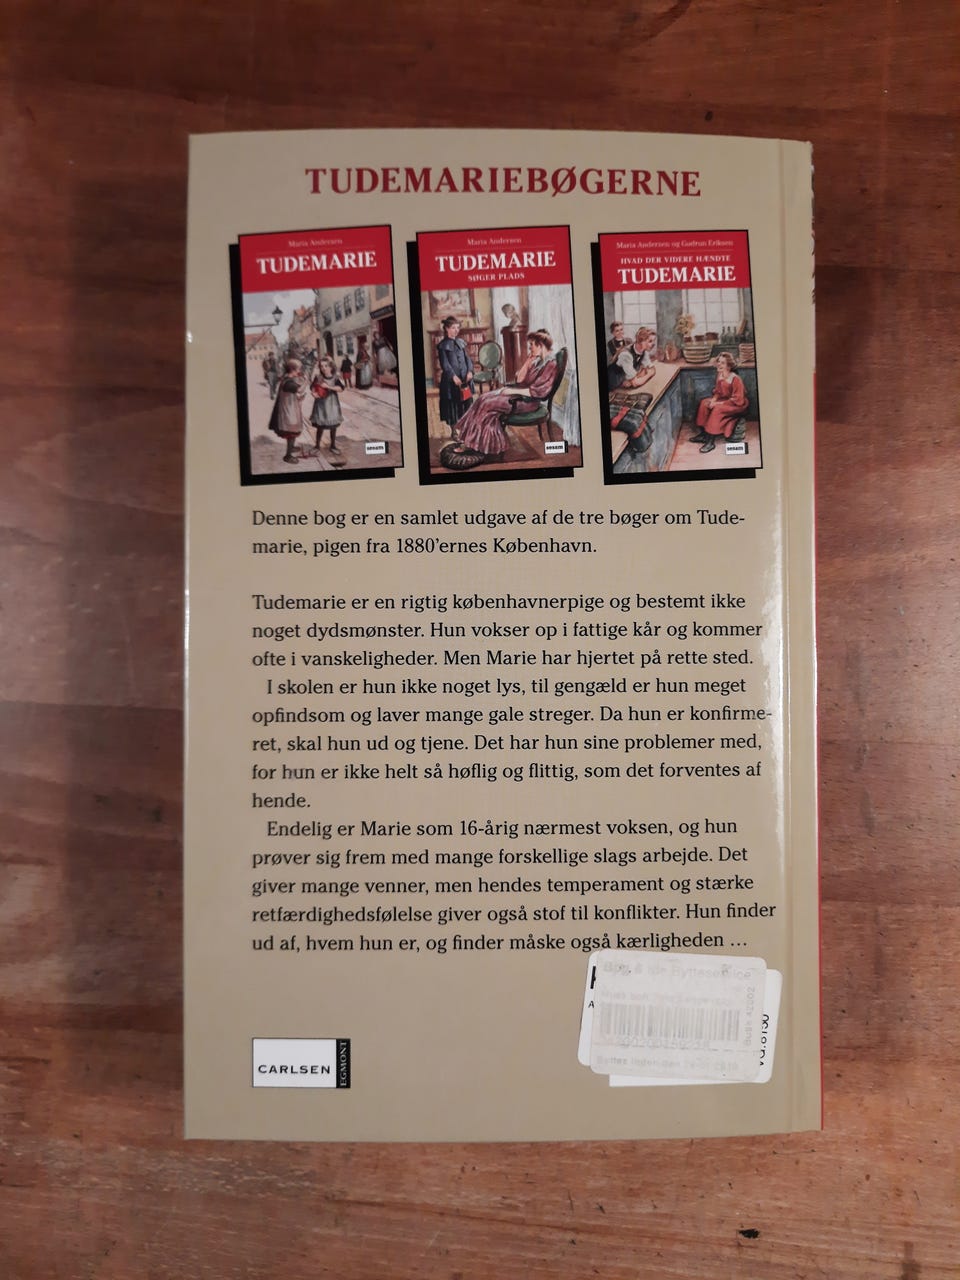 TUDEMARIEBØGERNE
Maria Andersen
TUDEMARIE
sesam
Maria Andersen
TUDEMARIE
SØGER PLADS
sesam
Maria Andersen og Gudrun Eriksen
HVAD DER VIDERE HÆNDTE
TUDEMARIE
sesam
Denne bog er en samlet udgave af de tre bøger om Tude-
marie, pigen fra 1880'ernes København.
Tudemarie er en rigtig københavnerpige og bestemt ikke
noget dydsmønster. Hun vokser op i fattige kår og kommer
ofte i vanskeligheder. Men Marie har hjertet på rette sted.
I skolen er hun ikke noget lys, til gengæld er hun meget
opfindsom og laver mange gale streger. Da hun er konfirme-
ret, skal hun ud og tjene. Det har hun sine problemer med,
for hun er ikke helt så høflig og flittig, som det forventes af
hende.
Endelig er Marie som 16-årig nærmest voksen, og hun
prøver sig frem med mange forskellige slags arbejde. Det
giver mange venner, men hendes temperament og stærke
retfærdighedsfølelse giver også stof til konflikter. Hun finder
ud af, hvem hun er, og finder måske også kærligheden ...
CARLSEN
EGMONT